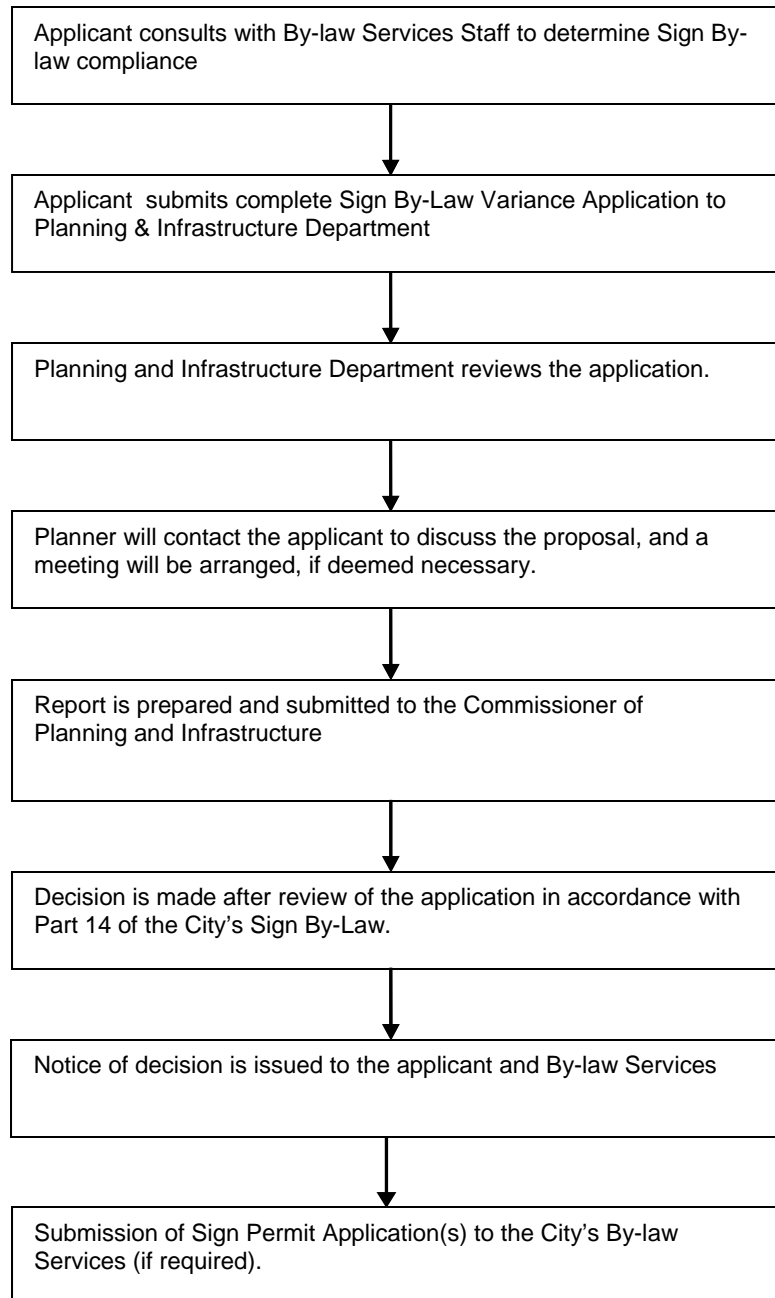 Applicant consults with By-law Services Staff to determine Sign By-
law compliance
Applicant  submits complete Sign By-Law Variance Application to
Planning & Infrastructure Department
Planning and Infrastructure Department reviews the application.
Planner will contact the applicant to discuss the proposal, and a
meeting will be arranged, if deemed necessary.
Report is prepared and submitted to the Commissioner of
Planning and Infrastructure
Decision is made after review of the application in accordance with
Part 14 of the City’s Sign By-Law.
Notice of decision is issued to the applicant and By-law Services
Submission of Sign Permit Application(s) to the City’s By-law
Services (if required).